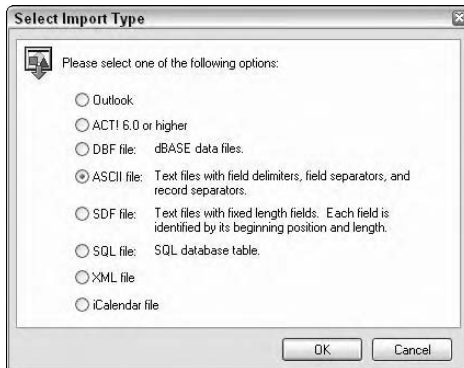 Select Import Type
Please select one of the following options:
Outlook
ACT! 6.0 or higher
DBF file: dBASE data files.
ASCII file: Text files with field delimiters, field separators, and
record separators.
SDF file: Text files with fixed length fields. Each field is
identified by its beginning position and length.
SQL file: SQL database table.
XML file
iCalendar file
OK Cancel